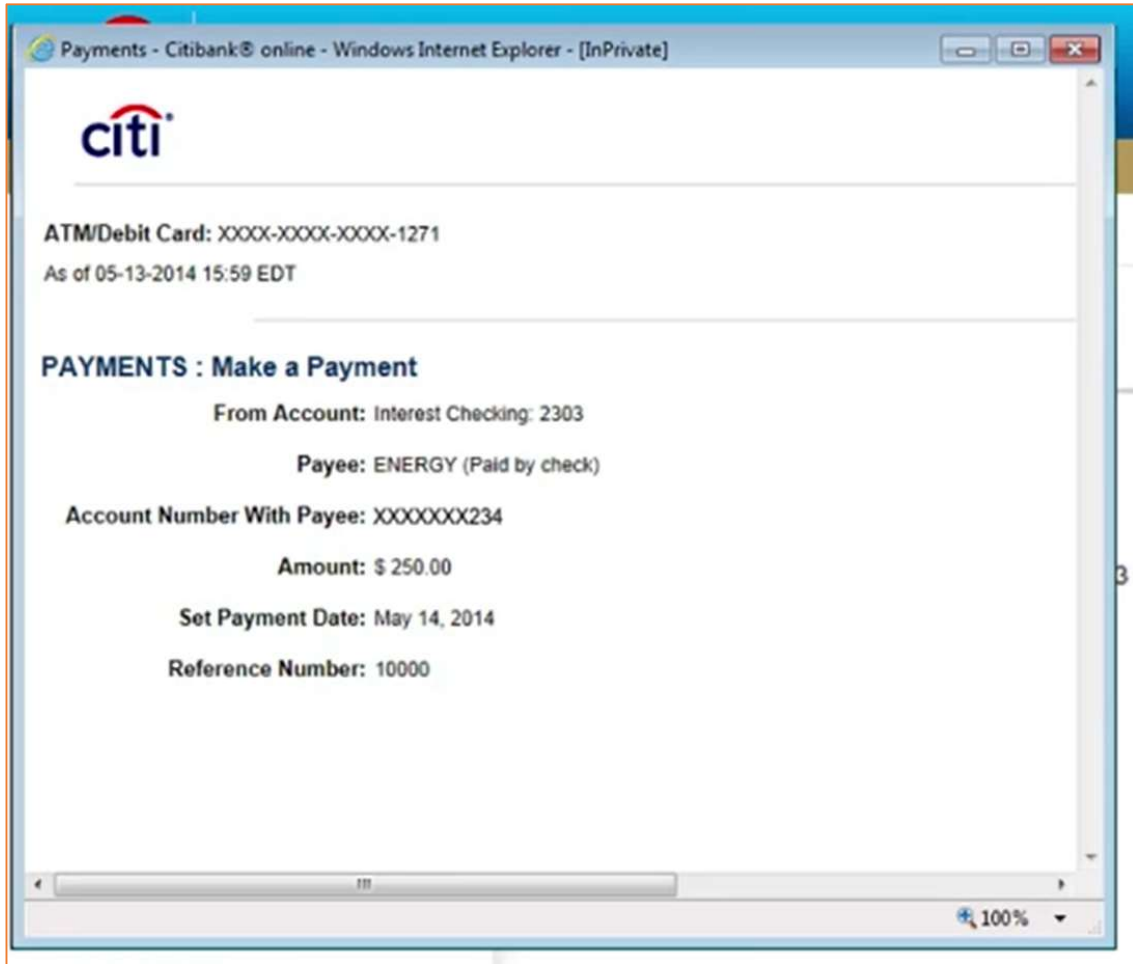 Payments - Citibank® online - Windows Internet Explorer - [InPrivate]
citi®
ATM/Debit Card: XXXX-XXXX-XXXX-1271
As of 05-13-2014 15:59 EDT
PAYMENTS : Make a Payment
From Account: Interest Checking: 2303
Payee: ENERGY (Paid by check)
Account Number With Payee: XXXXXXX234
Amount: $ 250.00
3
Set Payment Date: May 14, 2014
Reference Number: 10000
100%